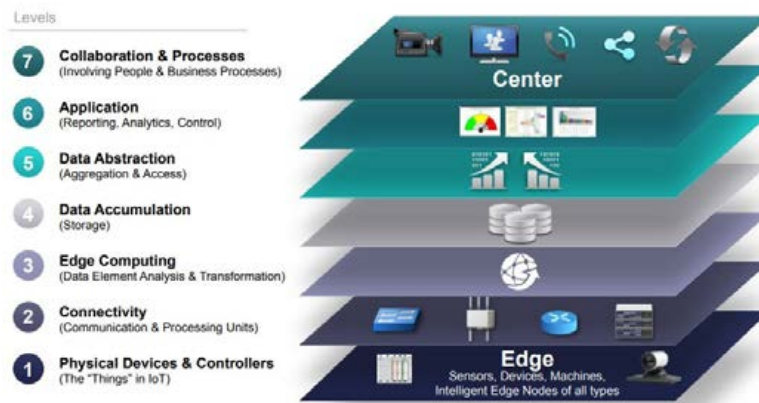 Levels
7 Collaboration & Processes
(Involving People & Business Processes)
6 Application
(Reporting, Analytics, Control)
5 Data Abstraction
(Aggregation & Access)
4 Data Accumulation
(Storage)
3 Edge Computing
(Data Element Analysis & Transformation)
2 Connectivity
(Communication & Processing Units)
1 Physical Devices & Controllers
(The "Things" in IoT)
Center
Edge
Sensors, Devices, Machines,
Intelligent Edge Nodes of all types